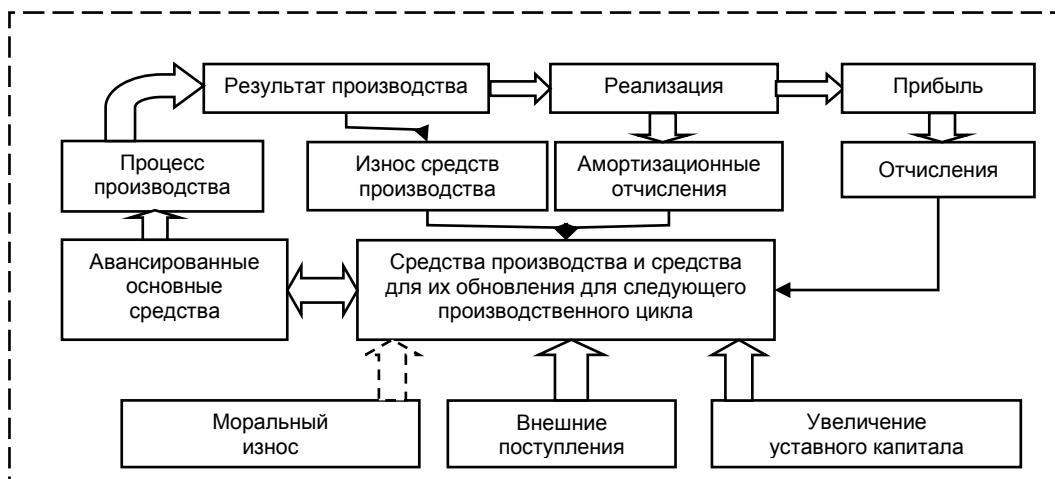 Результат производства
Реализация
Прибыль
Процесс
производства
Износ средств
производства
Амортизационные
отчисления
Отчисления
Авансированные
основные
средства
Средства производства и средства
для их обновления для следующего
производственного цикла
Моральный
износ
Внешние
поступления
Увеличение
уставного капитала